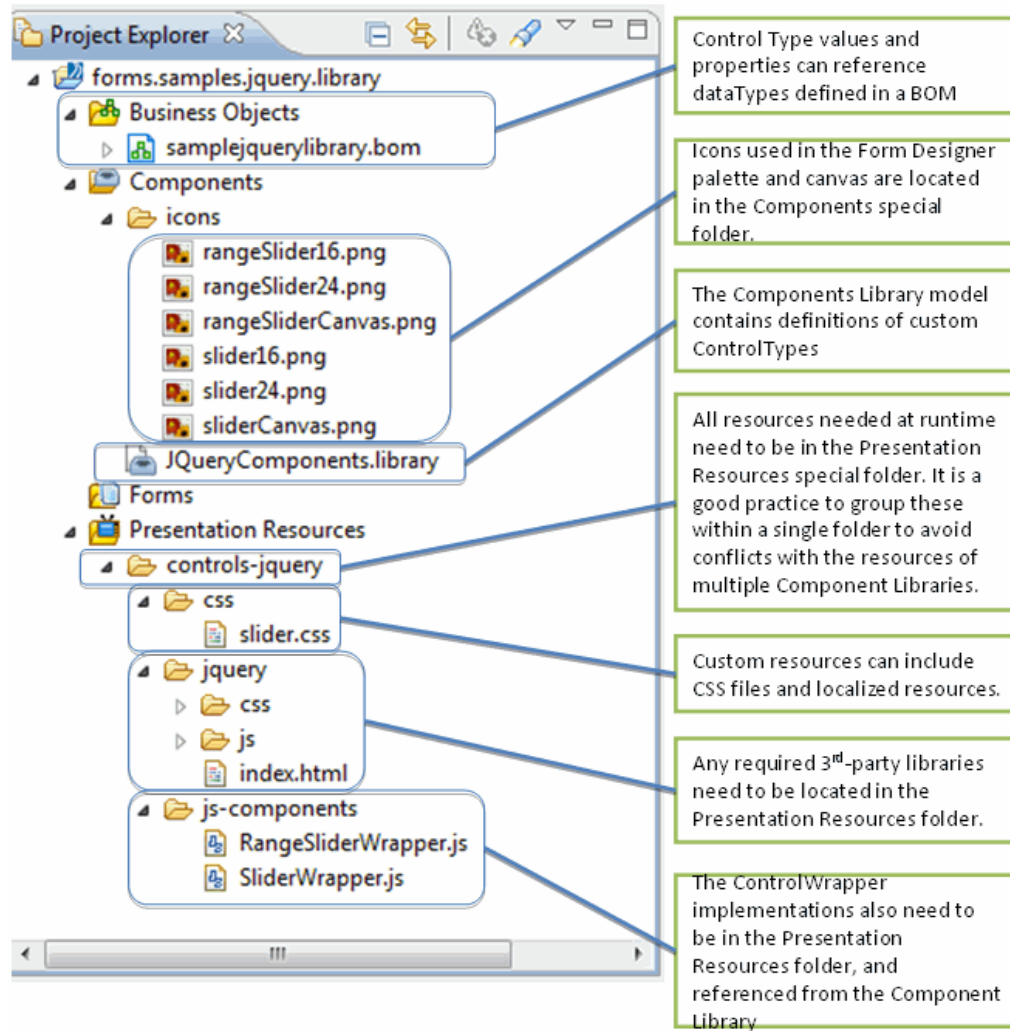 Project Explorer
forms.samples.jquery.library
Business Objects
samplejquerylibrary.bom
Components
icons
rangeSlider16.png
rangeSlider24.png
rangeSliderCanvas.png
slider16.png
slider24.png
sliderCanvas.png
JQueryComponents.library
Forms
Presentation Resources
controls-jquery
css
slider.css
jquery
css
js
index.html
js-components
RangeSliderWrapper.js
SliderWrapper.js
Control Type values and
properties can reference
dataTypes defined in a BOM
Icons used in the Form Designer
palette and canvas are located
in the Components special
folder.
The Components Library model
contains definitions of custom
ControlTypes
All resources needed at runtime
need to be in the Presentation
Resources special folder. It is a
good practice to group these
within a single folder to avoid
conflicts with the resources of
multiple Component Libraries.
Custom resources can include
CSS files and localized resources.
Any required 3rd-party libraries
need to be located in the
Presentation Resources folder.
The ControlWrapper
implementations also need to
be in the Presentation
Resources folder, and
referenced from the Component
Library